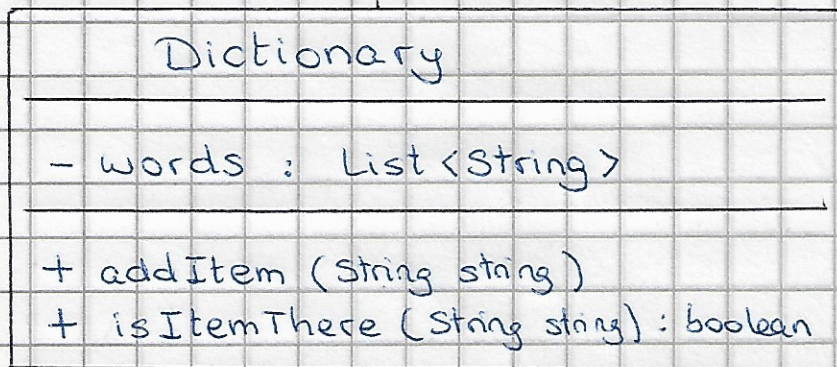 Dictionary
- words : List <String>
+ addItem (String string)
+ isItemThere (String string) : boolean